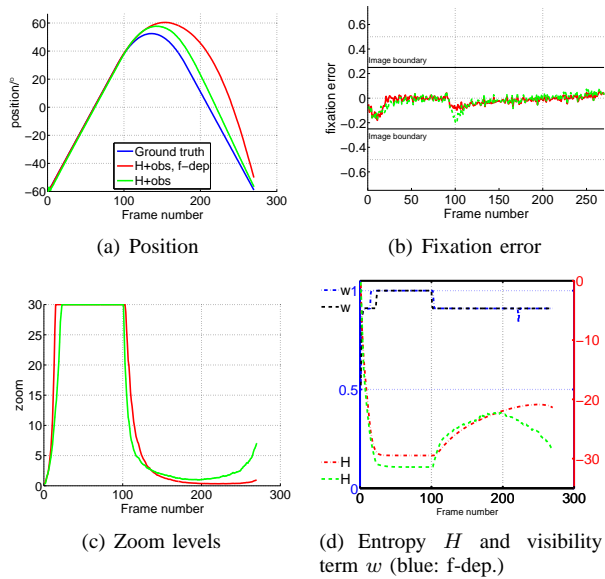 60
40
20
0
−20
−40
−60
position/°
0
100
200
300
Frame number
Ground truth
H+obs, f−dep
H+obs
(a) Position
0.6
0.4
0.2
0
−0.2
−0.4
−0.6
fixation error
Image boundary
Image boundary
0
50
100
150
200
250
Frame number
(b) Fixation error
30
25
20
15
10
5
0
zoom
0
100
200
300
Frame number
(c) Zoom levels
w
w
1
0.5
0
H
H
0
−10
−20
−30
0
100
200
300
Frame number
(d) Entropy H and visibility
term w (blue: f-dep.)